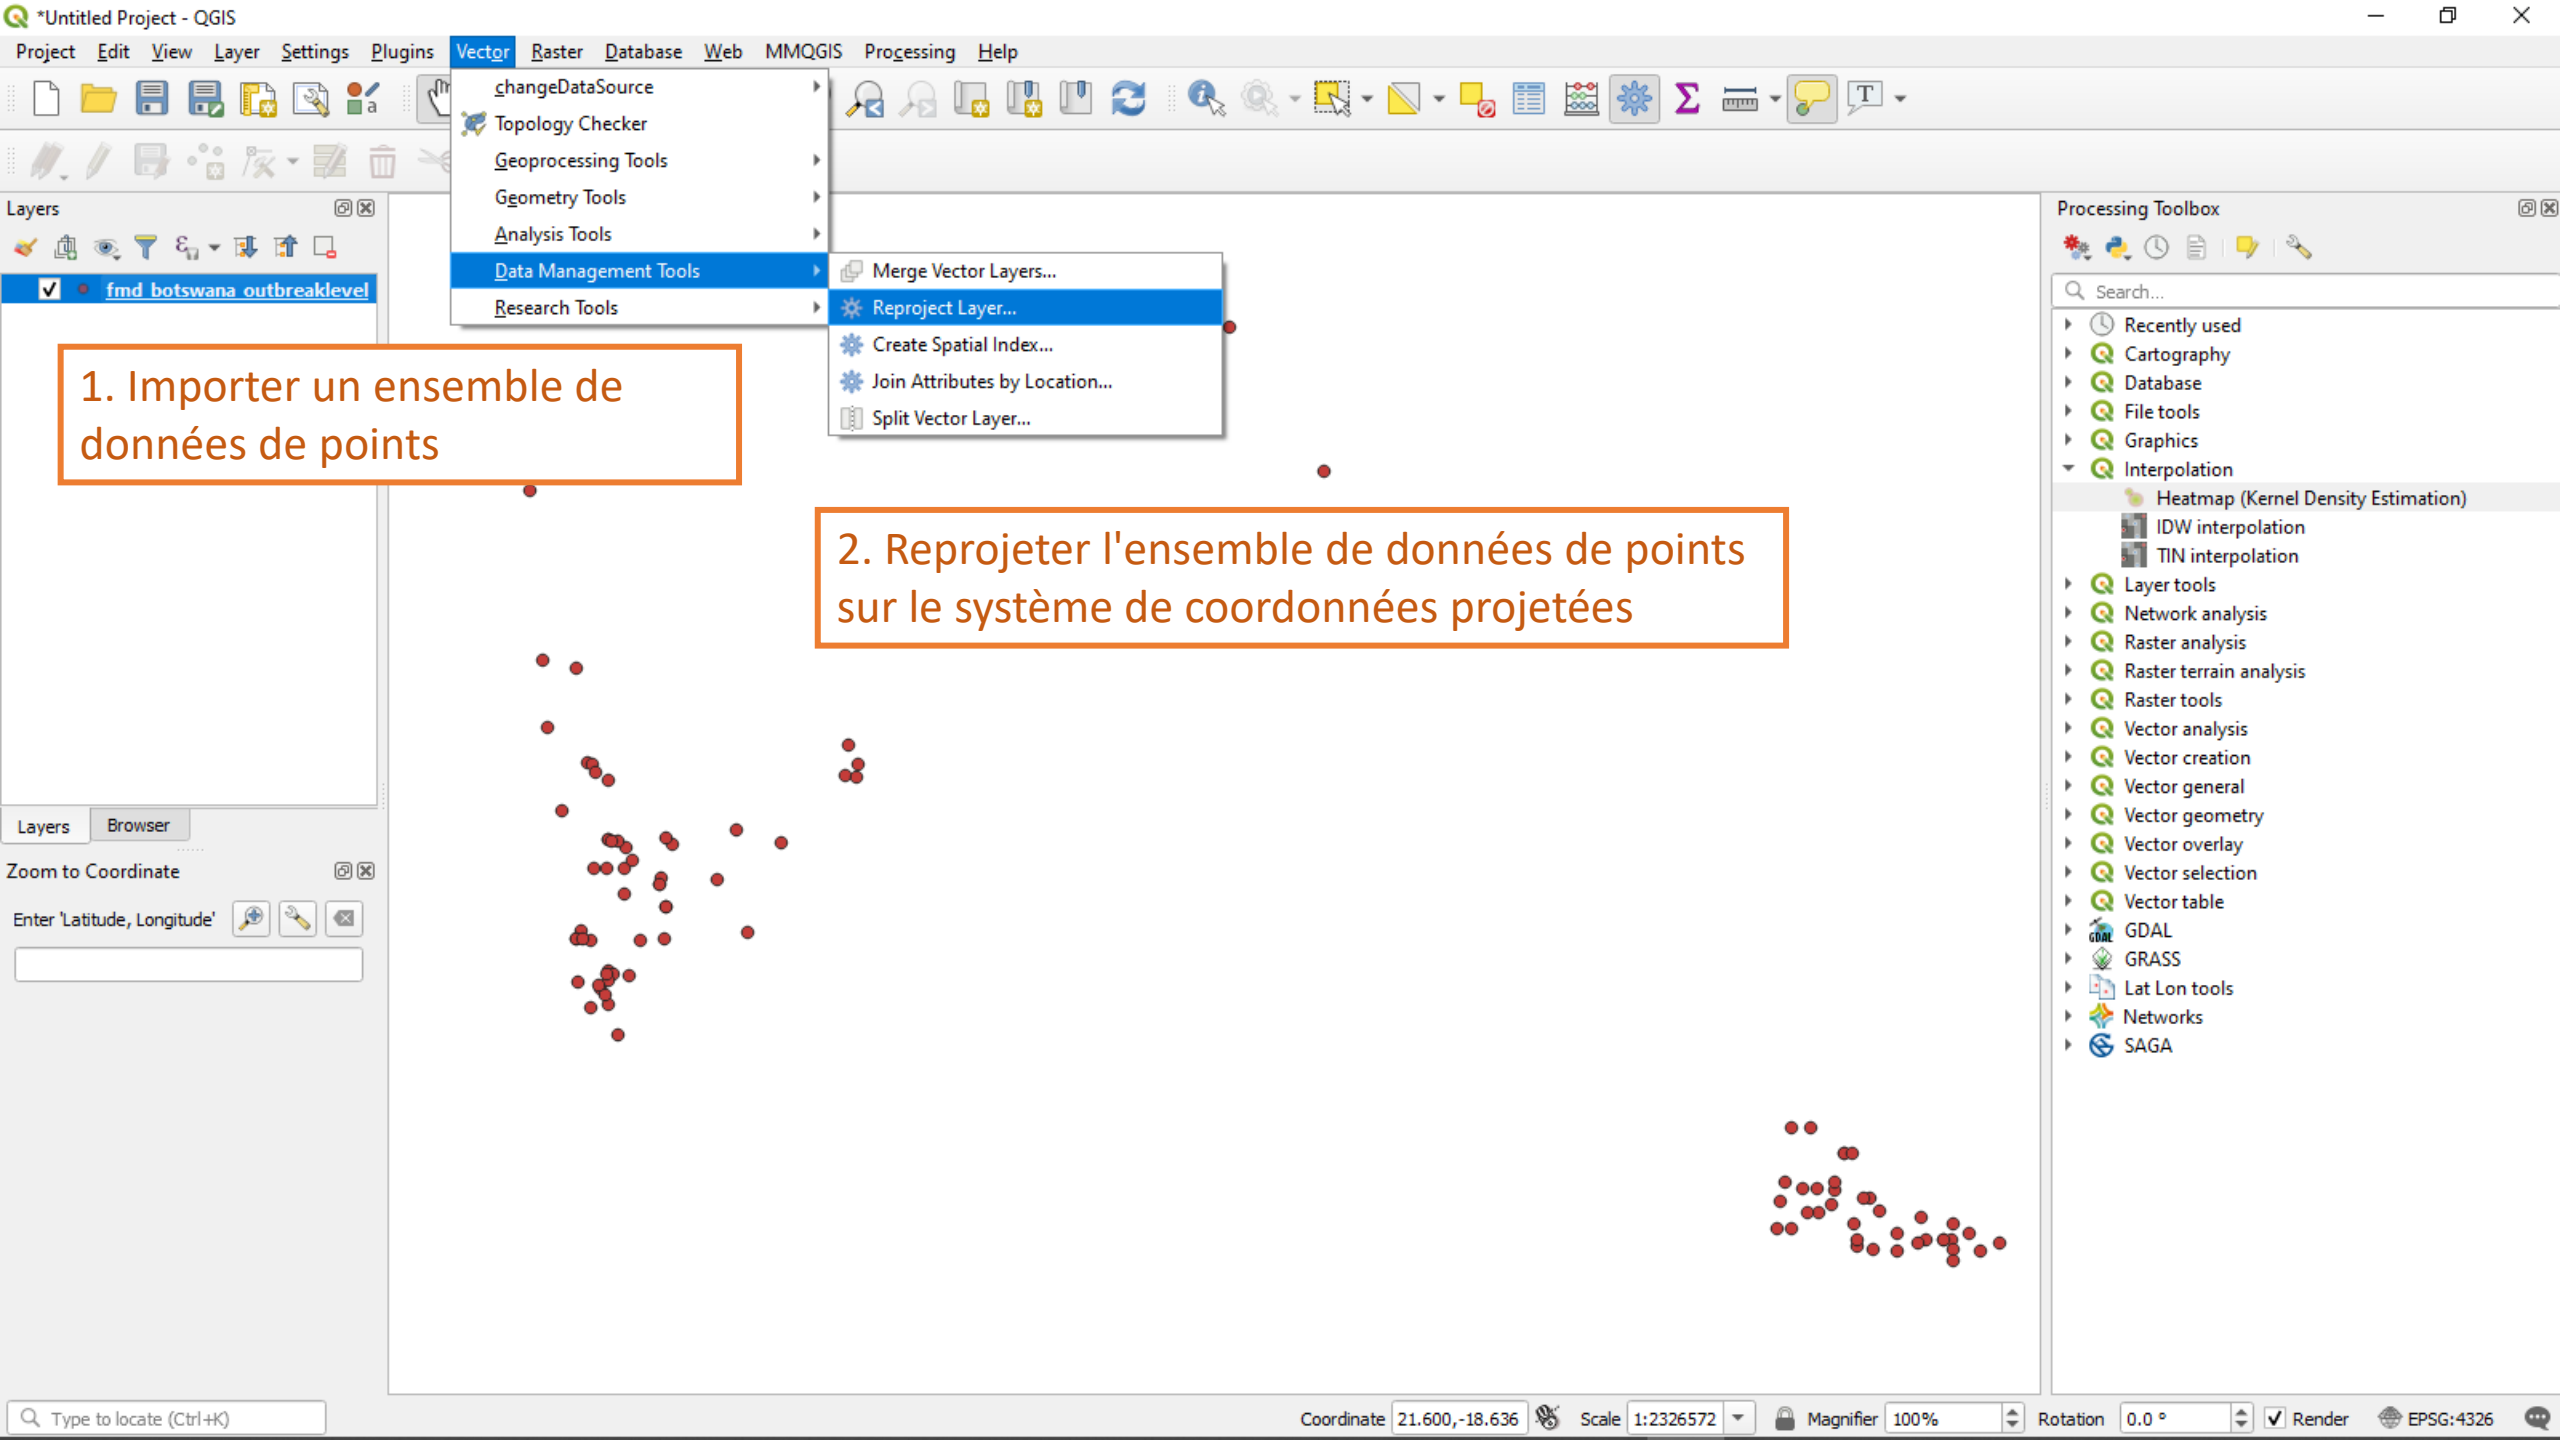 *Untitled Project - QGIS
Project Edit View Layer Settings Plugins Vector Raster Database Web MMQGIS Processing Help
changeDataSource
Topology Checker
Geoprocessing Tools
Geometry Tools
Analysis Tools
Data Management Tools
Research Tools
Merge Vector Layers...
Reproject Layer...
Create Spatial Index...
Join Attributes by Location...
Split Vector Layer...
Layers
fmd_botswana_outbreaklevel
1. Importer un ensemble de
données de points
2. Reprojeter l'ensemble de données de points
sur le système de coordonnées projetées
Layers Browser
Zoom to Coordinate
Enter 'Latitude, Longitude'
Processing Toolbox
Search...
Recently used
Cartography
Database
File tools
Graphics
Interpolation
Heatmap (Kernel Density Estimation)
IDW interpolation
TIN interpolation
Layer tools
Network analysis
Raster analysis
Raster terrain analysis
Raster tools
Vector analysis
Vector creation
Vector general
Vector geometry
Vector overlay
Vector selection
Vector table
GDAL
GRASS
Lat Lon tools
Networks
SAGA
Type to locate (Ctrl+K)
Coordinate 21.600,-18.636 Scale 1:2326572 Magnifier 100% Rotation 0.0 ° Render EPSG:4326